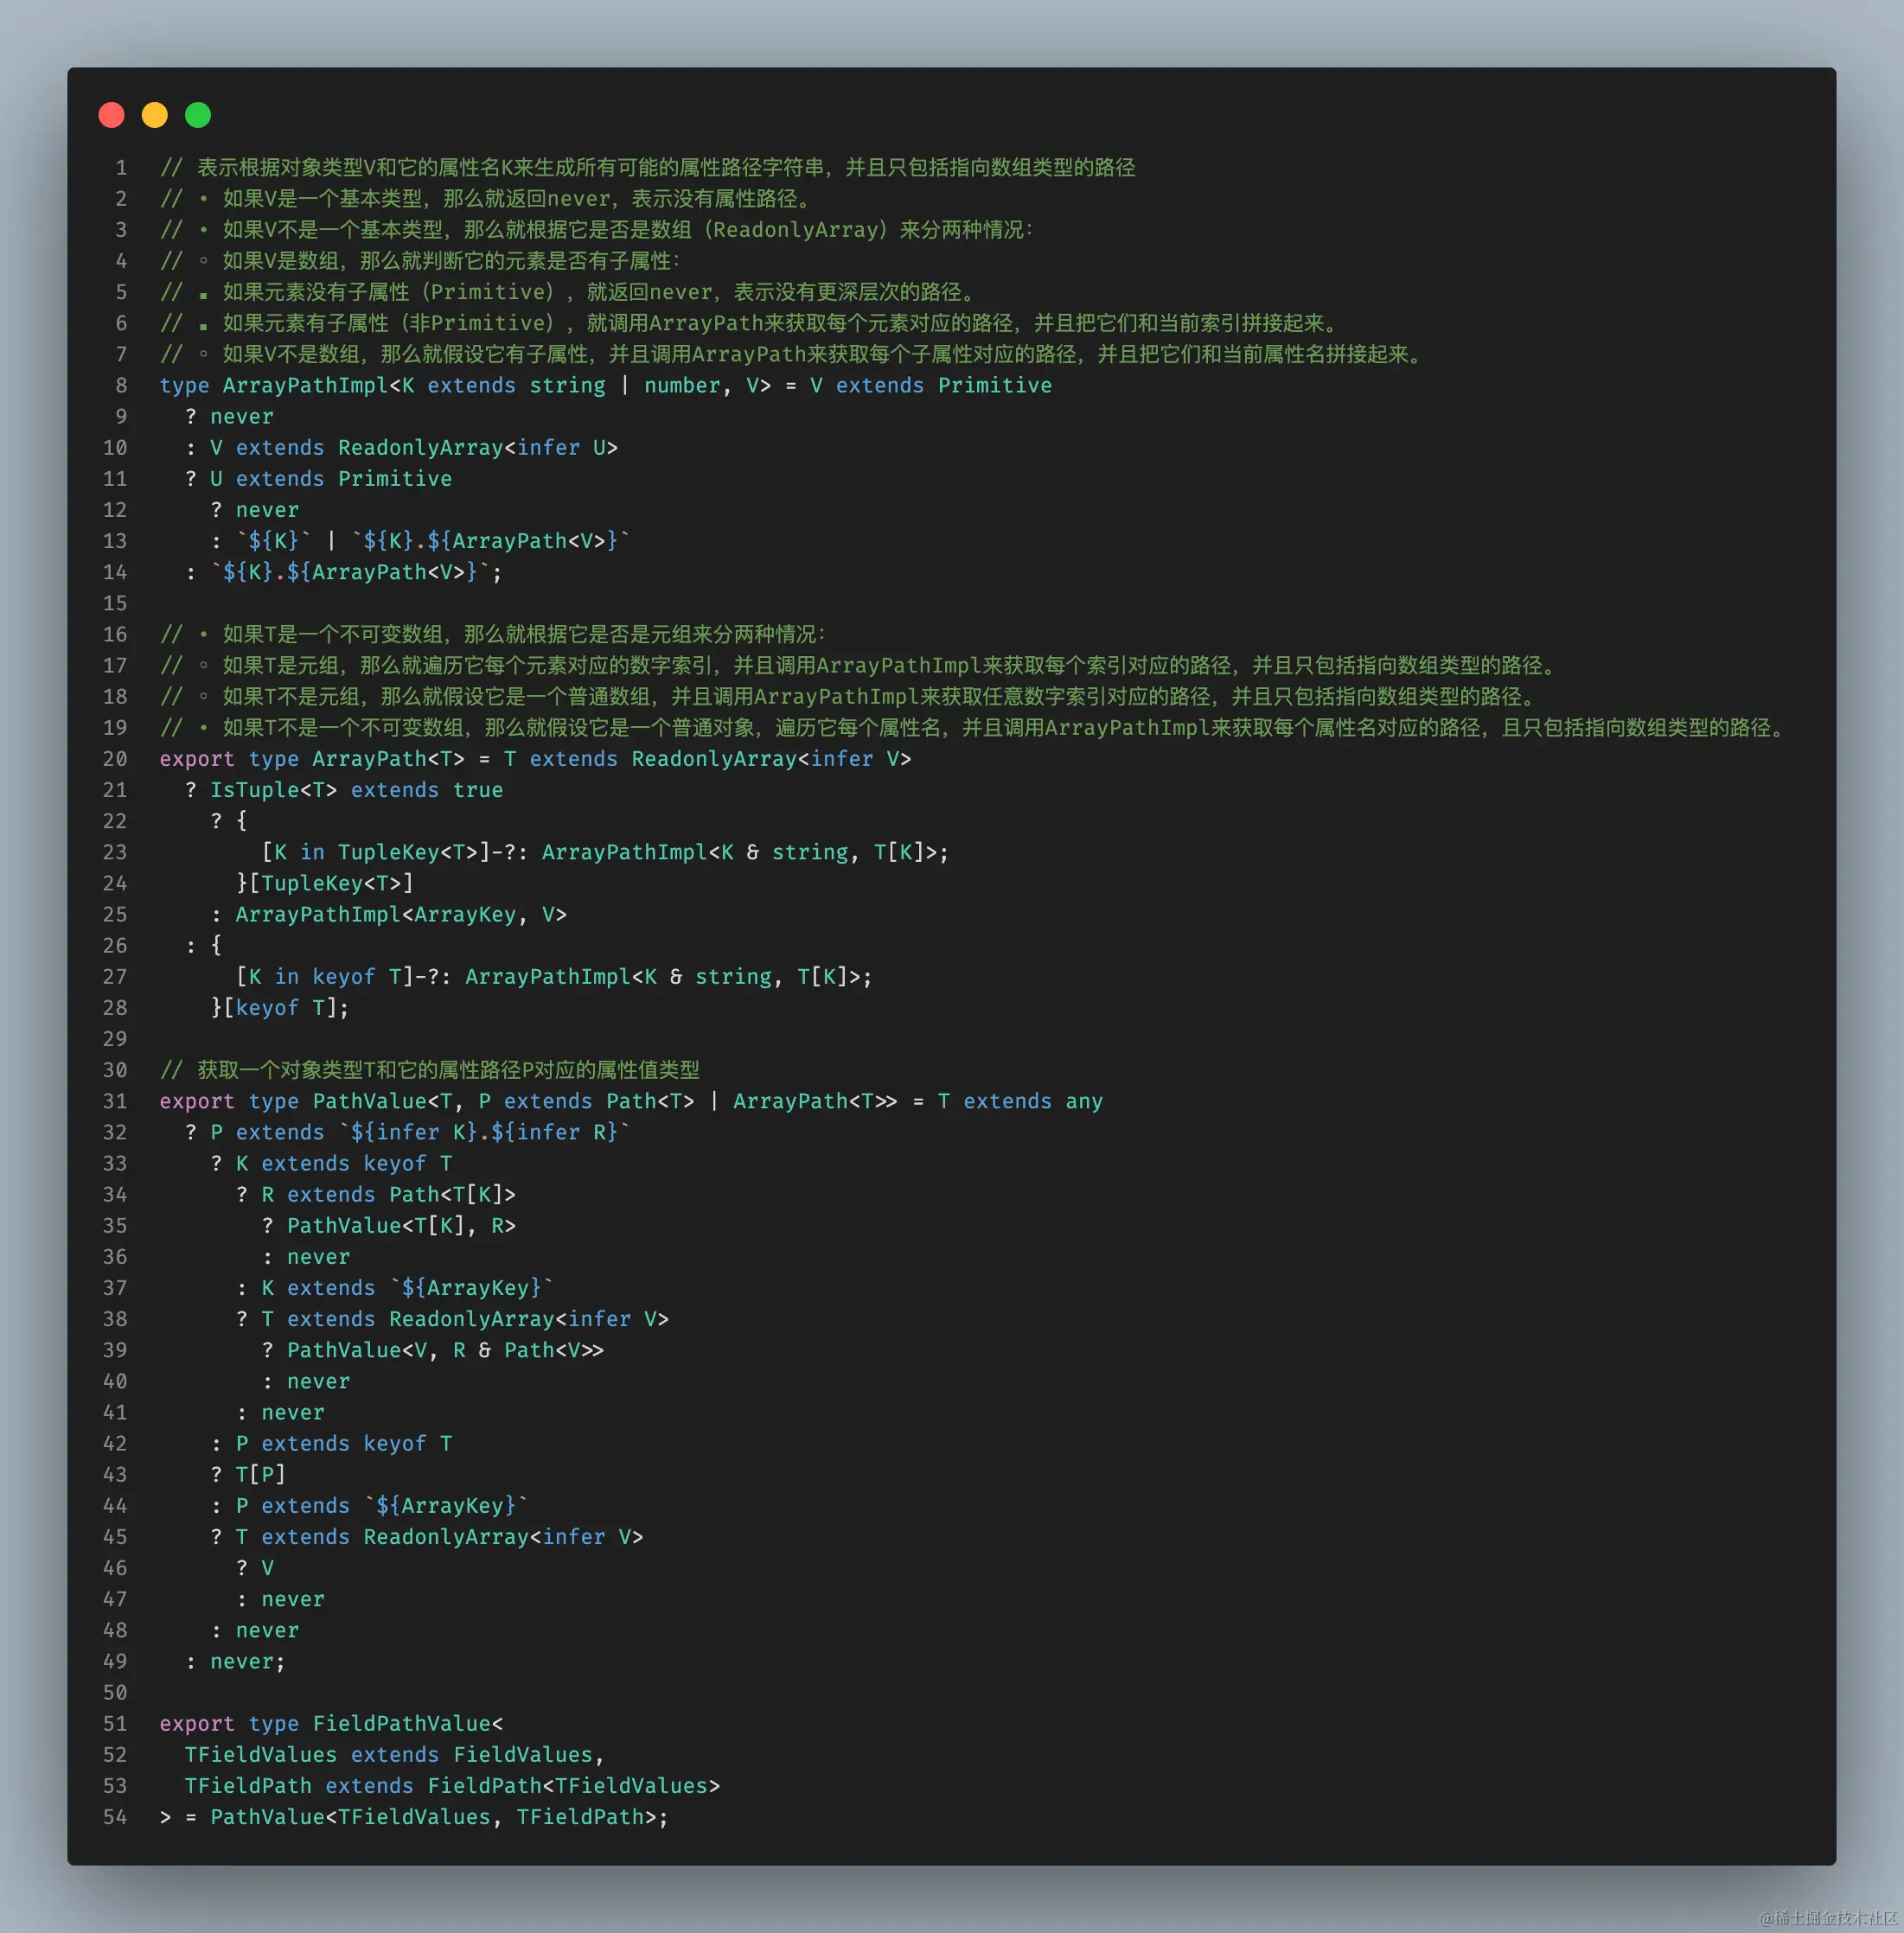 1 // 表示根据对象类型V和它的属性名K来生成所有可能的属性路径字符串，并且只包括指向数组类型的路径
2 // • 如果V是一个基本类型，那么就返回never，表示没有属性路径。
3 // • 如果V不是一个基本类型，那么就根据它是否是数组（ReadonlyArray）来分两种情况：
4 // ◦ 如果V是数组，那么就判断它的元素是否有子属性：
5 // ▪ 如果元素没有子属性（Primitive），就返回never，表示没有更深层次的路径。
6 // ▪ 如果元素有子属性（非Primitive），就调用ArrayPath来获取每个元素对应的路径，并且把它们和当前索引拼接起来。
7 // ◦ 如果V不是数组，那么就假设它有子属性，并且调用ArrayPath来获取每个子属性对应的路径，并且把它们和当前属性名拼接起来。
8 type ArrayPathImpl<K extends string | number, V> = V extends Primitive
9   ? never
10   : V extends ReadonlyArray<infer U>
11   ? U extends Primitive
12     ? never
13     : `${K}` | `${K}.${ArrayPath<V>}`
14   : `${K}.${ArrayPath<V>}`;
15
16 // • 如果T是一个不可变数组，那么就根据它是否是元组来分两种情况：
17 // ◦ 如果T是元组，那么就遍历它每个元素对应的数字索引，并且调用ArrayPathImpl来获取每个索引对应的路径，并且只包括指向数组类型的路径。
18 // ◦ 如果T不是元组，那么就假设它是一个普通数组，并且调用ArrayPathImpl来获取任意数字索引对应的路径，并且只包括指向数组类型的路径。
19 // • 如果T不是一个不可变数组，那么就假设它是一个普通对象，遍历它每个属性名，并且调用ArrayPathImpl来获取每个属性名对应的路径，且只包括指向数组类型的路径。
20 export type ArrayPath<T> = T extends ReadonlyArray<infer V>
21   ? IsTuple<T> extends true
22     ? {
23         [K in TupleKey<T>]-?: ArrayPathImpl<K & string, T[K]>;
24       }[TupleKey<T>]
25     : ArrayPathImpl<ArrayKey, V>
26   : {
27       [K in keyof T]-?: ArrayPathImpl<K & string, T[K]>;
28     }[keyof T];
29
30 // 获取一个对象类型T和它的属性路径P对应的属性值类型
31 export type PathValue<T, P extends Path<T> | ArrayPath<T>> = T extends any
32   ? P extends `${infer K}.${infer R}`
33     ? K extends keyof T
34       ? R extends Path<T[K]>
35         ? PathValue<T[K], R>
36         : never
37       : K extends `${ArrayKey}`
38       ? T extends ReadonlyArray<infer V>
39         ? PathValue<V, R & Path<V>>
40         : never
41       : never
42     : P extends keyof T
43     ? T[P]
44     : P extends `${ArrayKey}`
45     ? T extends ReadonlyArray<infer V>
46       ? V
47       : never
48     : never
49   : never;
50
51 export type FieldPathValue<
52   TFieldValues extends FieldValues,
53   TFieldPath extends FieldPath<TFieldValues>
54 > = PathValue<TFieldValues, TFieldPath>;
@稀土掘金技术社区